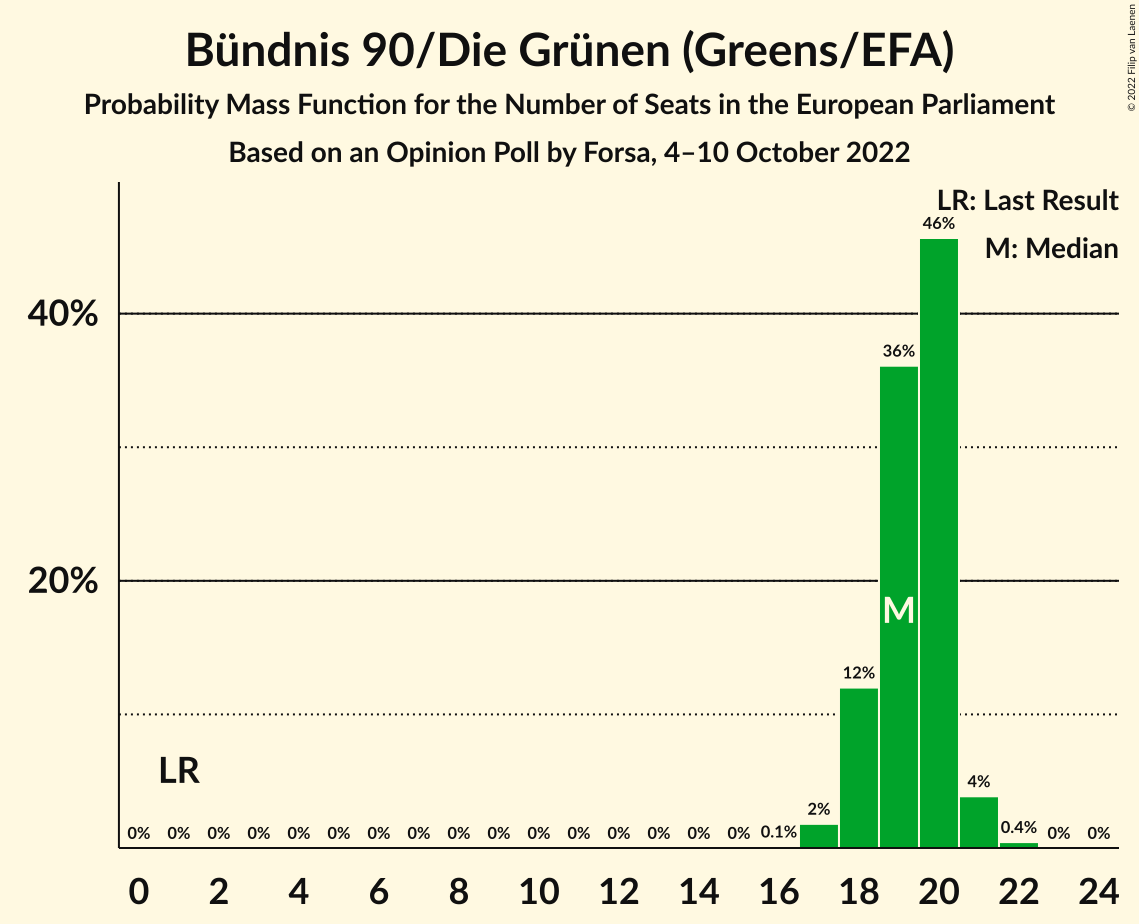 Bündnis 90/Die Grünen (Greens/EFA)
Probability Mass Function for the Number of Seats in the European Parliament
Based on an Opinion Poll by Forsa, 4–10 October 2022
© 2022 Filip van Laenen
LR: Last Result
M: Median
46%
40%
36%
20%
M
12%
LR
4%
2%
0% 0% 0% 0% 0% 0% 0% 0% 0% 0% 0% 0% 0% 0% 0% 0% 0.1% 0.4% 0% 0%
0 2 4 6 8 10 12 14 16 18 20 22 24